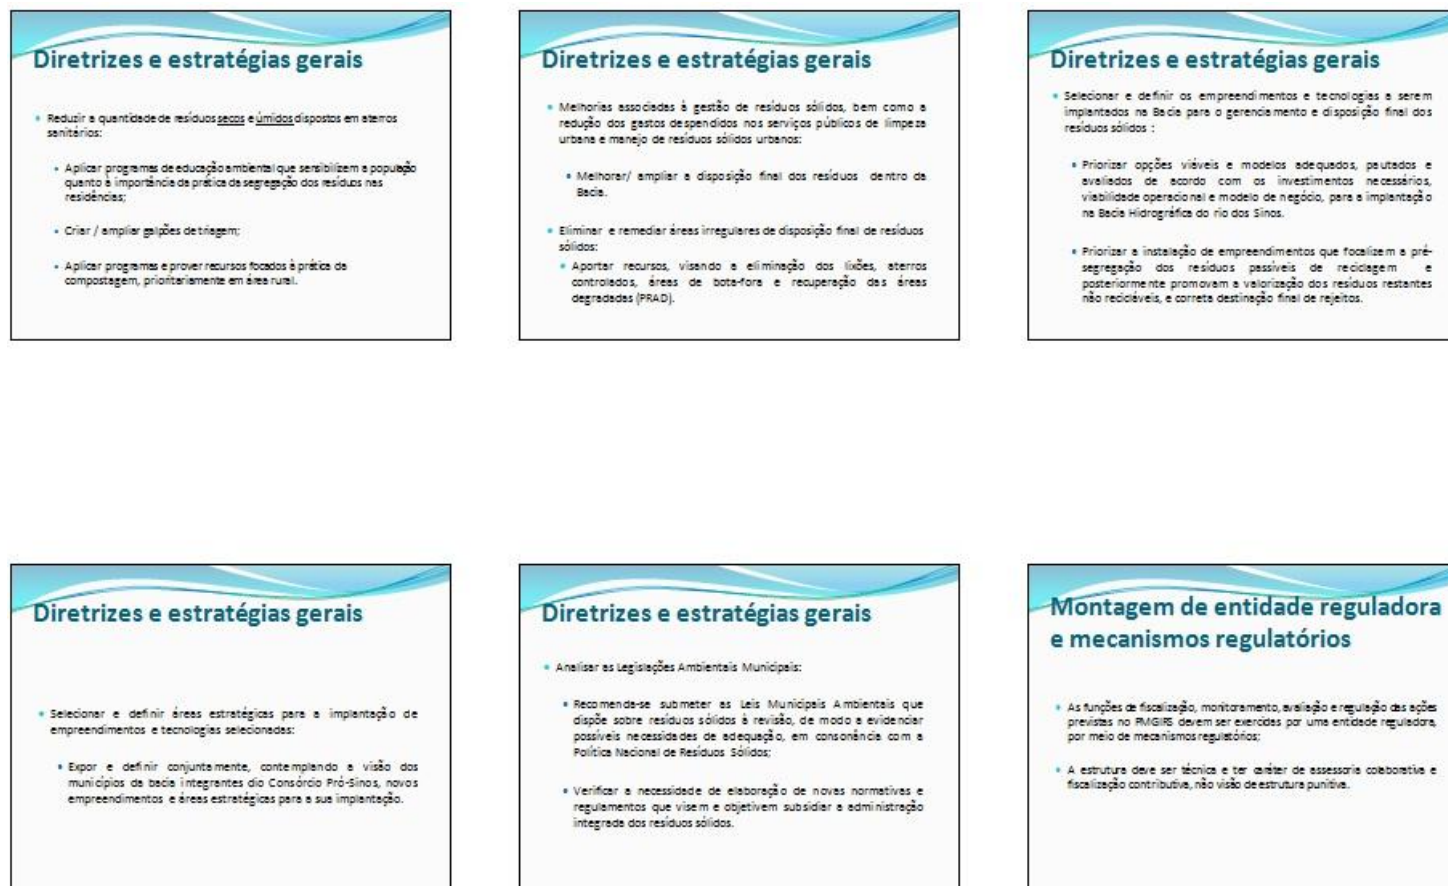 Diretrizes e estratégias gerais
Reduzir a quantidade de resíduos secos e úmidos dispostos em aterros
sanitários:
Aplicar programas de educação ambiental que sensibilizem a população
quanto à importância da prática da segregação dos resíduos nas
residências;
Criar / ampliar galpões de triagem;
Aplicar programas e prover recursos focados à prática da
compostagem, prioritariamente em área rural.
Diretrizes e estratégias gerais
Melhorias associadas à gestão de resíduos sólidos, bem como a
redução dos gastos despendidos nos serviços públicos de limpeza
urbana e manejo de resíduos sólidos urbanos:
Melhorar/ ampliar a disposição final dos resíduos dentro da
Bacia.
Eliminar e remediar áreas irregulares de disposição final de resíduos
sólidos:
Aportar recursos, visando a eliminação dos lixões, aterros
controlados, áreas de bota-fora e recuperação das áreas
degradadas (PRAD).
Diretrizes e estratégias gerais
Selecionar e definir os empreendimentos e tecnologias a serem
implantados na Bacia para o gerenciamento e disposição final dos
resíduos sólidos :
Priorizar opções viáveis e modelos adequados, pautados e
avaliados de acordo com os investimentos necessários,
viabilidade operacional e modelo de negócio, para a implantação
na Bacia Hidrográfica do rio dos Sinos.
Priorizar a instalação de empreendimentos que focalizem a pré-
segregação dos resíduos passíveis de reciclagem e
posteriormente promovam a valorização dos resíduos restantes
não recicláveis, e correta destinação final de rejeitos.
Diretrizes e estratégias gerais
Selecionar e definir áreas estratégicas para a implantação de
empreendimentos e tecnologias selecionadas:
Expor e definir conjuntamente, contemplando a visão dos
municípios da bacia integrantes dio Consórcio Pró-Sinos, novos
empreendimentos e áreas estratégicas para a sua implantação.
Diretrizes e estratégias gerais
Analisar as Legislações Ambientais Municipais:
Recomenda-se submeter as Leis Municipais Ambientais que
dispõe sobre resíduos sólidos à revisão, de modo a evidenciar
possíveis necessidades de adequação, em consonância com a
Política Nacional de Resíduos Sólidos;
Verificar a necessidade de elaboração de novas normativas e
regulamentos que visem e objetivem subsidiar a administração
integrada dos resíduos sólidos.
Montagem de entidade reguladora
e mecanismos regulatórios
As funções de fiscalização, monitoramento, avaliação e regulação das ações
previstas no PMGIRS devem ser exercidas por uma entidade reguladora,
por meio de mecanismos regulatórios;
A estrutura deve ser técnica e ter caráter de assessoria colaborativa e
fiscalização contributiva, não visão de estrutura punitiva.